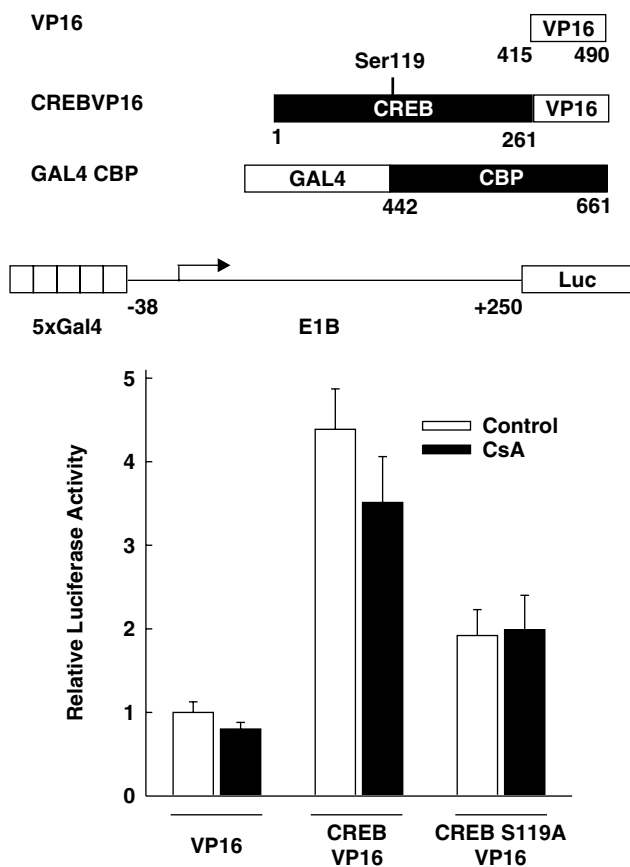 VP16
VP16
415 490
Ser119
CREBVP16
CREB VP16
1 261
GAL4 CBP
GAL4 CBP
442 661
Luc
-38 +250
5xGal4 E1B
Relative Luciferase Activity
5
4
3
2
1
0
Control
CsA
VP16
CREB
VP16
CREB S119A
VP16